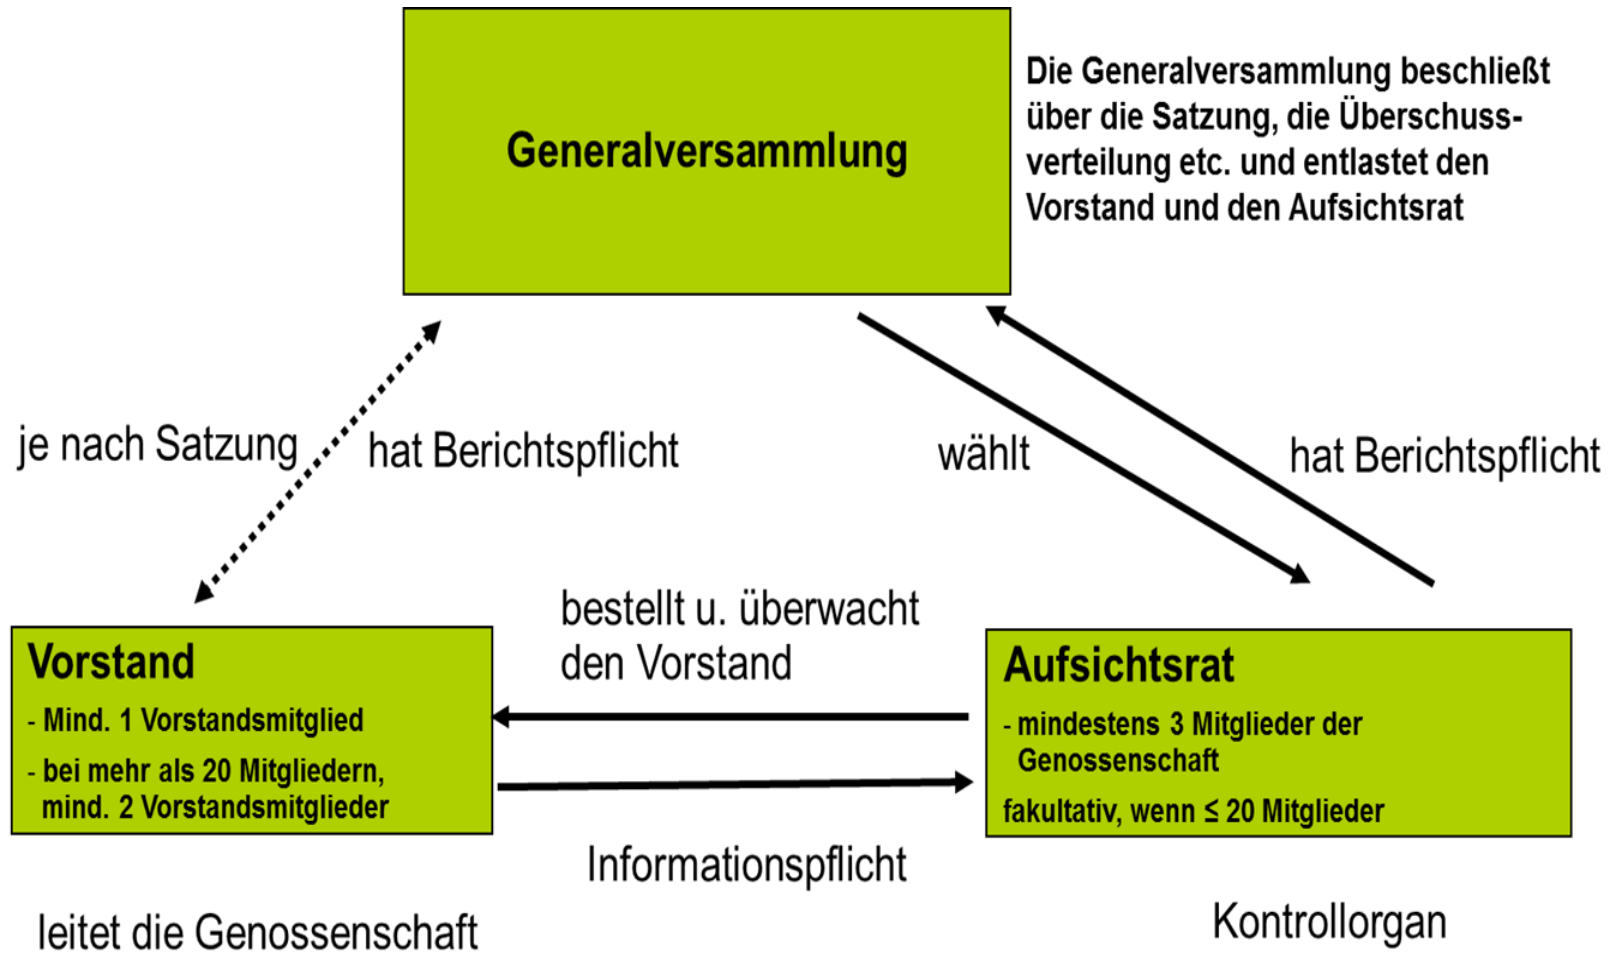 Generalversammlung
Die Generalversammlung beschließt
über die Satzung, die Überschuss-
verteilung etc. und entlastet den
Vorstand und den Aufsichtsrat
je nach Satzung
hat Berichtspflicht
wählt
hat Berichtspflicht
bestellt u. überwacht
den Vorstand
Vorstand
- Mind. 1 Vorstandsmitglied
- bei mehr als 20 Mitgliedern,
mind. 2 Vorstandsmitglieder
Aufsichtsrat
- mindestens 3 Mitglieder der
Genossenschaft
fakultativ, wenn ≤ 20 Mitglieder
Informationspflicht
leitet die Genossenschaft
Kontrollorgan